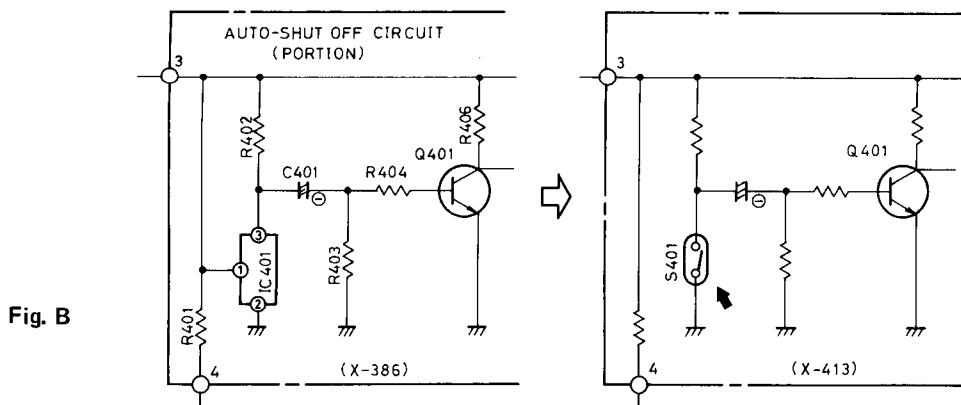 AUTO-SHUT OFF CIRCUIT
(PORTION)
3
R402
R406
Q401
C401
R404
⊖
③
①
IC401
②
R403
R401
4
(X-386)
3
Q401
⊖
S401
4
(X-413)
Fig. B